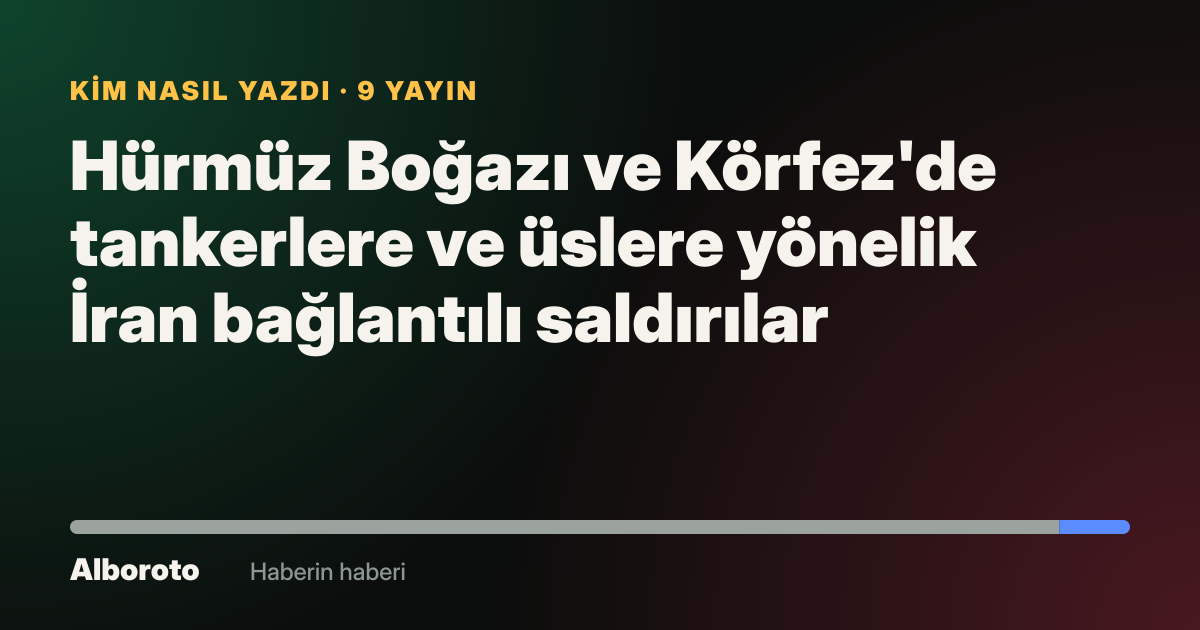 KİM NASIL YAZDI · 9 YAYIN
Hürmüz Boğazı ve Körfez'de
tankerlere ve üslere yönelik
İran bağlantılı saldırılar
Alboroto
Haberin haberi